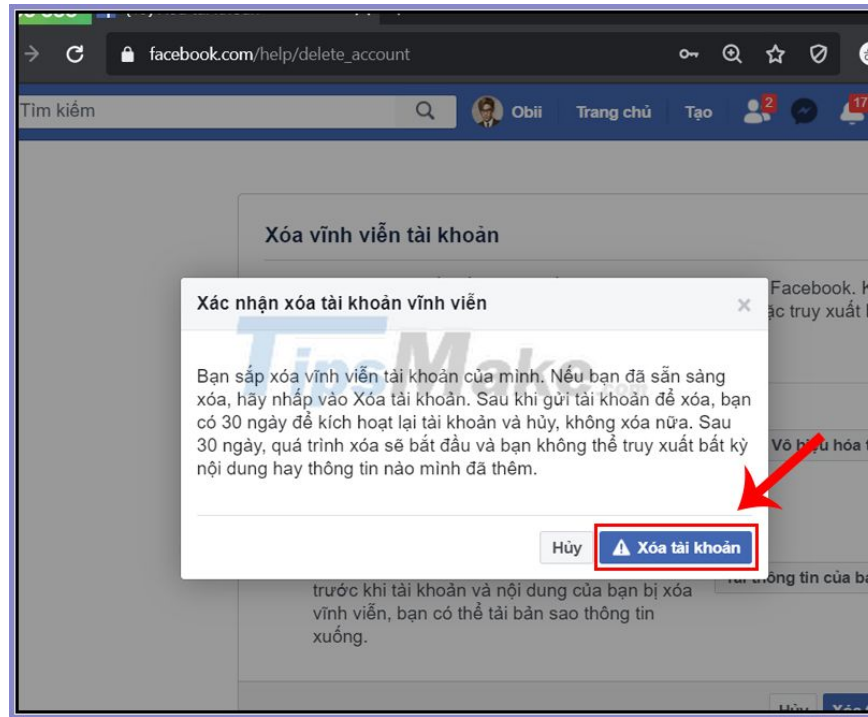 facebook.com/help/delete_account
Tìm kiếm
Obii
Trang chủ
Tạo
2
17
Xóa vĩnh viễn tài khoản
Facebook.
truy xuất
Xác nhận xóa tài khoản vĩnh viễn
TipsMake.com
Bạn sắp xóa vĩnh viễn tài khoản của mình. Nếu bạn đã sẵn sàng
xóa, hãy nhấp vào Xóa tài khoản. Sau khi gửi tài khoản để xóa, bạn
có 30 ngày để kích hoạt lại tài khoản và hủy, không xóa nữa. Sau
30 ngày, quá trình xóa sẽ bắt đầu và bạn không thể truy xuất bất kỳ
nội dung hay thông tin nào mình đã thêm.
Vô hiệu hóa
Hủy
Xóa tài khoản
thông tin của
trước khi tài khoản và nội dung của bạn bị xóa
vĩnh viễn, bạn có thể tải bản sao thông tin
xuống.